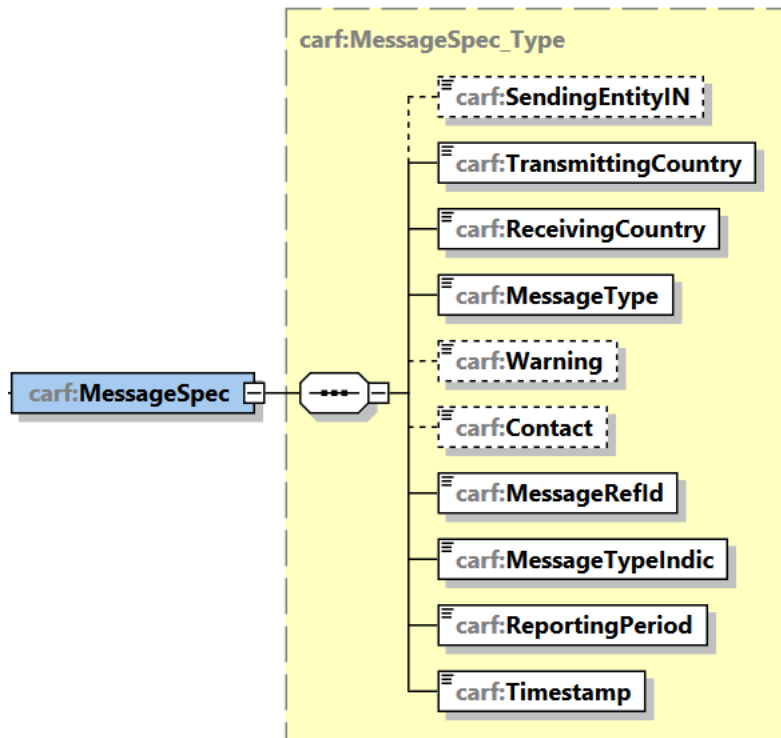 carf:MessageSpec_Type
carf:SendingEntityIN
carf:TransmittingCountry
carf:ReceivingCountry
carf:MessageType
carf:Warning
carf:MessageSpec
carf:Contact
carf:MessageRefId
carf:MessageTypeIndic
carf:ReportingPeriod
carf:Timestamp